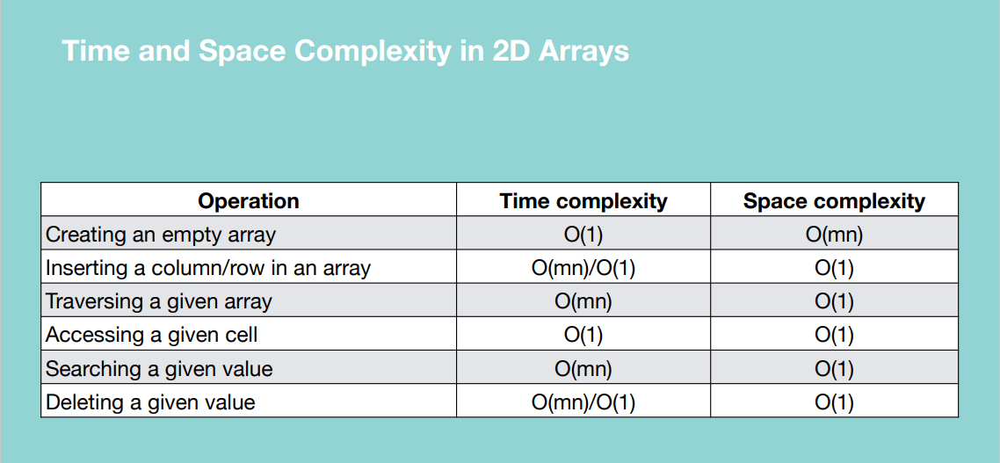 Time and Space Complexity in 2D Arrays
Operation Time complexity Space complexity
Creating an empty array O(1) O(mn)
Inserting a column/row in an array O(mn)/O(1) O(1)
Traversing a given array O(mn) O(1)
Accessing a given cell O(1) O(1)
Searching a given value O(mn) O(1)
Deleting a given value O(mn)/O(1) O(1)